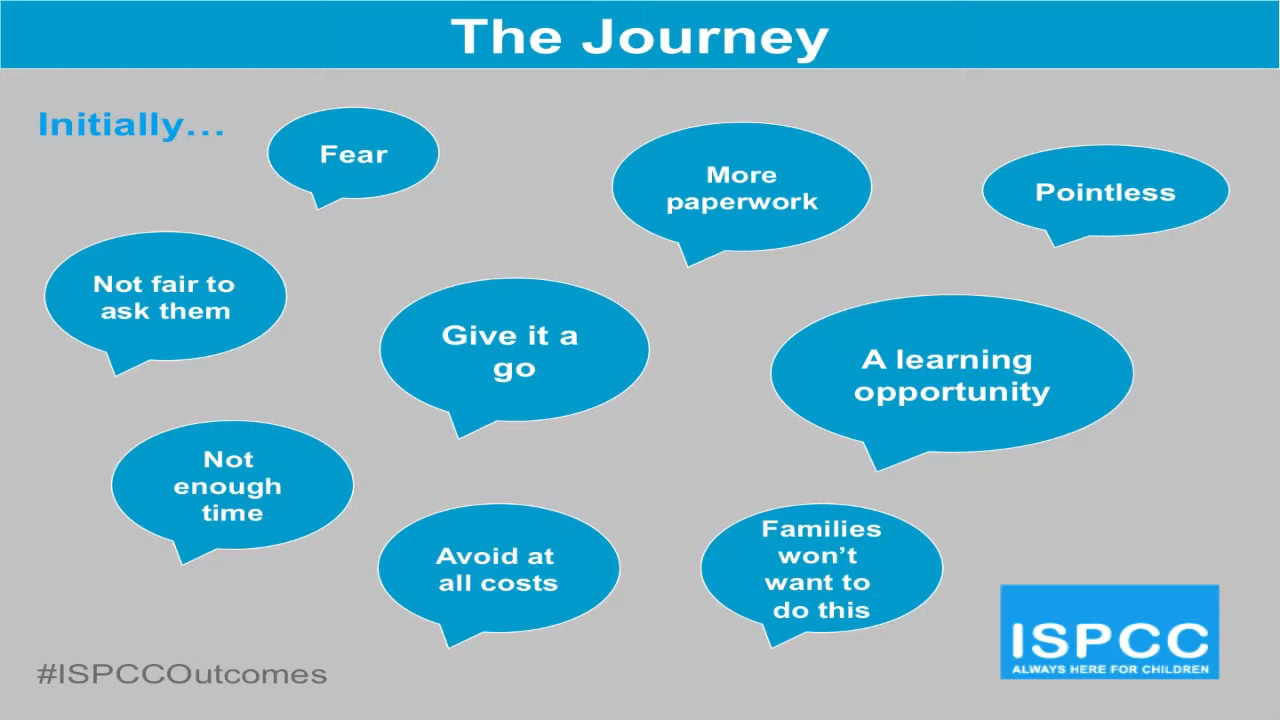 The Journey
Initially...
Fear
More
paperwork
Pointless
Not fair to
ask them
Give it a
go
A learning
opportunity
Not
enough
time
Avoid at
all costs
Families
won’t
want to
do this
ISPCC
ALWAYS HERE FOR CHILDREN
#ISPCCOutcomes